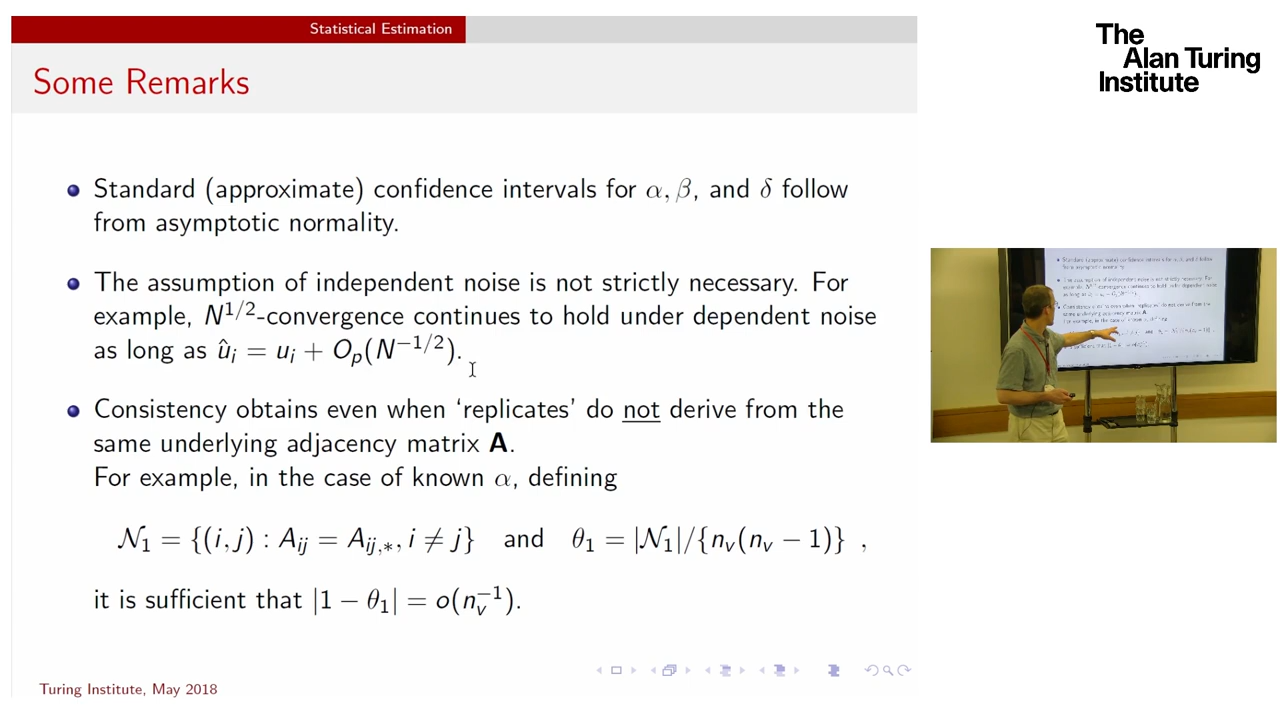 Statistical Estimation
The
Alan Turing
Institute
Some Remarks
Standard (approximate) confidence intervals for α, β, and δ follow
from asymptotic normality.
The assumption of independent noise is not strictly necessary. For
example, N^{1/2}-convergence continues to hold under dependent noise
as long as û_i = u_i + O_p(N^{-1/2}).
Consistency obtains even when ‘replicates’ do not derive from the
same underlying adjacency matrix A.
For example, in the case of known α, defining
𝒩_1 = {(i, j) : A_{ij} = A_{ij,*}, i ≠ j} and θ_1 = |𝒩_1|/{n_v(n_v − 1)} ,
it is sufficient that |1 − θ_1| = o(n_v^{-1}).
Turing Institute, May 2018